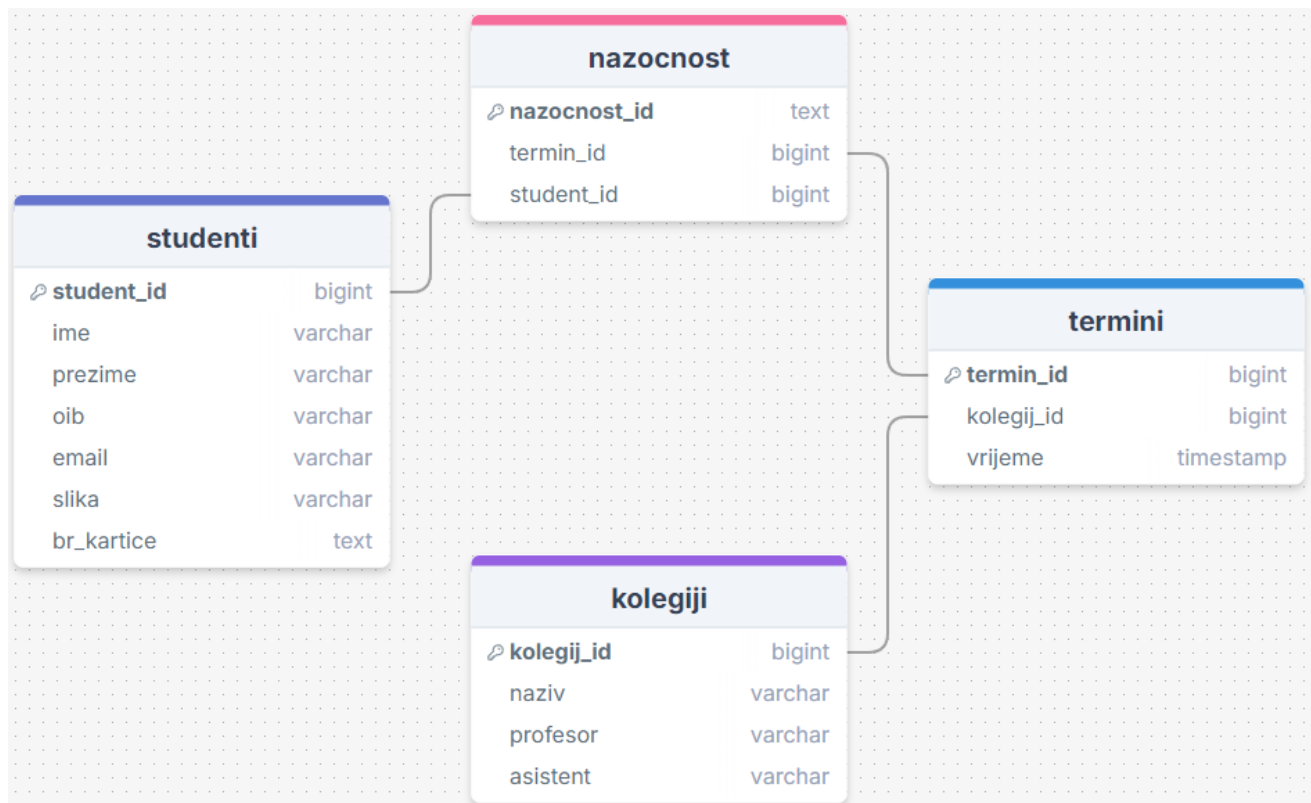 nazocnost
nazocnost_id text
termin_id bigint
student_id bigint
studenti
student_id bigint
ime varchar
prezime varchar
oib varchar
email varchar
slika varchar
br_kartice text
termini
termin_id bigint
kolegij_id bigint
vrijeme timestamp
kolegiji
kolegij_id bigint
naziv varchar
profesor varchar
asistent varchar